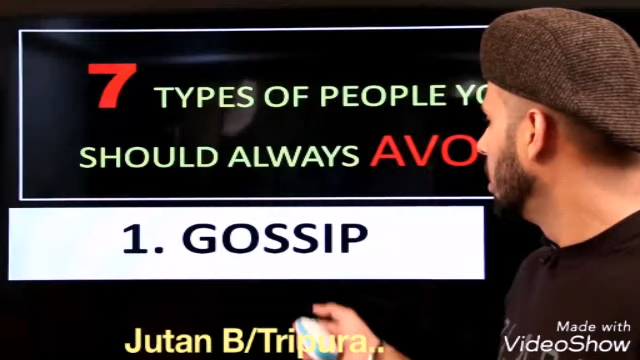 7 TYPES OF PEOPLE YO
SHOULD ALWAYS AVO
1. GOSSIP
Jutan B/Tripura..
Made with
VideoShow